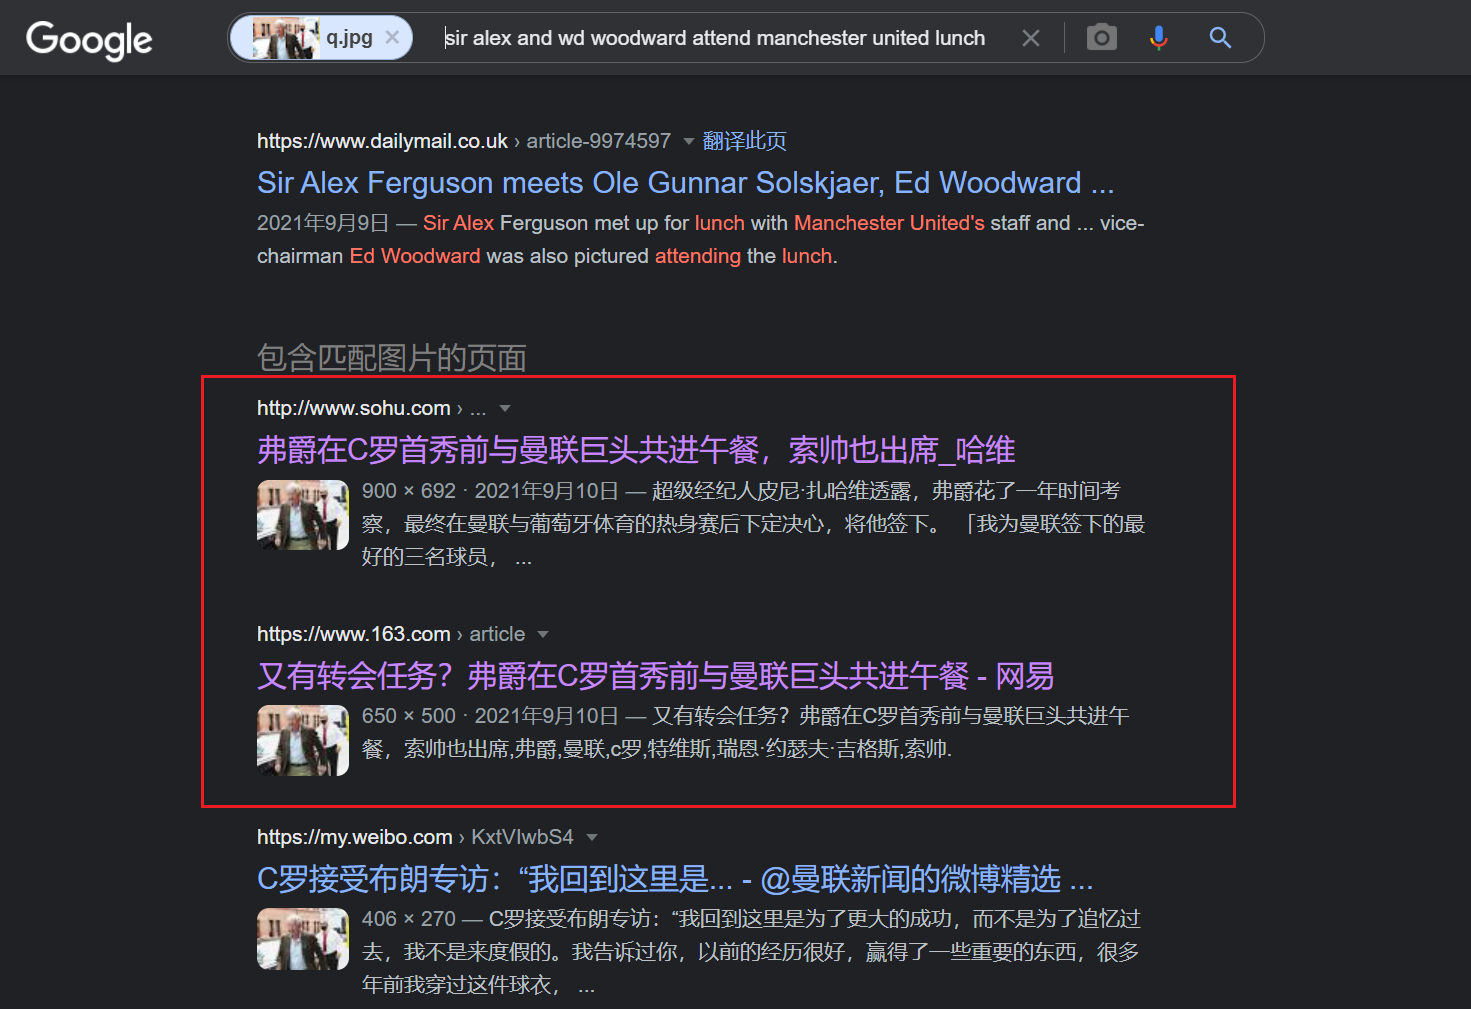 Google
q.jpg × sir alex and wd woodward attend manchester united lunch
https://www.dailymail.co.uk › article-9974597 翻译此页
Sir Alex Ferguson meets Ole Gunnar Solskjaer, Ed Woodward ...
2021年9月9日 — Sir Alex Ferguson met up for lunch with Manchester United's staff and ... vice-
chairman Ed Woodward was also pictured attending the lunch.
包含匹配图片的页面
http://www.sohu.com › ...
弗爵在C罗首秀前与曼联巨头共进午餐，索帅也出席_哈维
900 × 692 · 2021年9月10日 — 超级经纪人皮尼·扎哈维透露，弗爵花了一年时间考
察，最终在曼联与葡萄牙体育的热身赛后下定决心，将他签下。 「我为曼联签下的最
好的三名球员， ...
https://www.163.com › article
又有转会任务？弗爵在C罗首秀前与曼联巨头共进午餐 - 网易
650 × 500 · 2021年9月10日 — 又有转会任务？弗爵在C罗首秀前与曼联巨头共进午
餐，索帅也出席,弗爵,曼联,c罗,特维斯,瑞恩·约瑟夫·吉格斯,索帅.
https://my.weibo.com › KxtVIwbS4
C罗接受布朗专访：“我回到这里是... - @曼联新闻的微博精选 ...
406 × 270 — C罗接受布朗专访：“我回到这里是为了更大的成功，而不是为了追忆过
去，我不是来度假的。我告诉过你，以前的经历很好，赢得了一些重要的东西，很多
年前我穿过这件球衣， ...